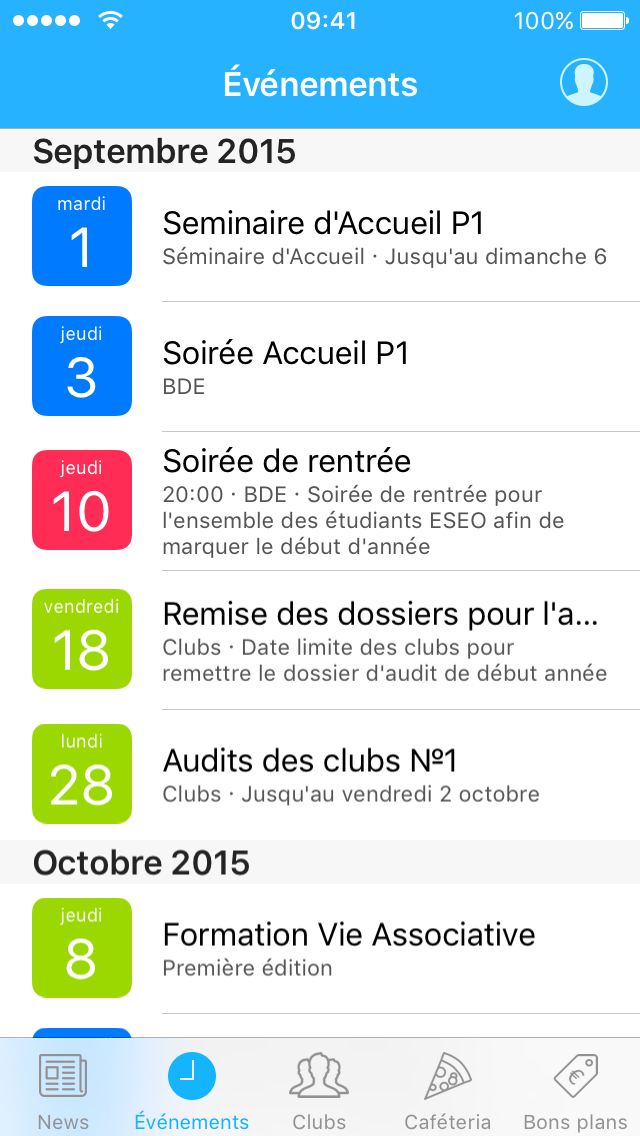 09:41
100%
Événements
Septembre 2015
mardi
1
Seminaire d'Accueil P1
Séminaire d'Accueil · Jusqu'au dimanche 6
jeudi
3
Soirée Accueil P1
BDE
jeudi
10
Soirée de rentrée
20:00 · BDE · Soirée de rentrée pour
l'ensemble des étudiants ESEO afin de
marquer le début d'année
vendredi
18
Remise des dossiers pour l'a...
Clubs · Date limite des clubs pour
remettre le dossier d'audit de début année
lundi
28
Audits des clubs №1
Clubs · Jusqu'au vendredi 2 octobre
Octobre 2015
jeudi
8
Formation Vie Associative
Première édition
News
Événements
Clubs
Caféteria
Bons plans